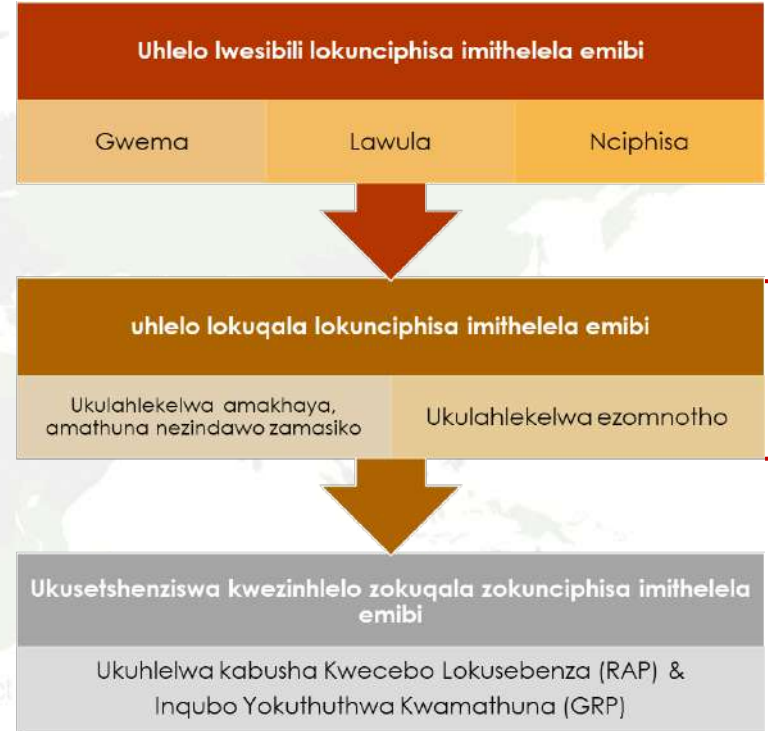 Uhlelo lwesibili lokunciphisa imithelela emibi
Gwema
Lawula
Nciphisa
uhlelo lokuqala lokunciphisa imithelela emibi
Ukulahlekelwa amakhaya,
amathuna nezindawo zamasiko
Ukulahlekelwa ezomnotho
Ukusetshenziswa kwezinhlelo zokuqala zokunciphisa imithelela
emibi
Ukuhlelwa kabusha Kwecebo Lokusebenza (RAP) &
Inqubo Yokuthuthwa Kwamathuna (GRP)